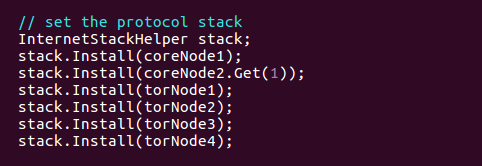 // set the protocol stack
InternetStackHelper stack;
stack.Install(coreNode1);
stack.Install(coreNode2.Get(1));
stack.Install(torNode1);
stack.Install(torNode2);
stack.Install(torNode3);
stack.Install(torNode4);